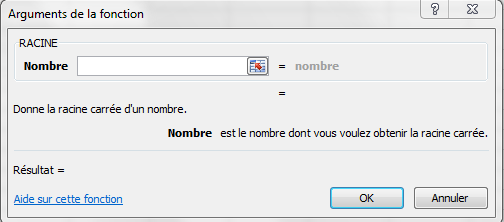 Arguments de la fonction
RACINE
Nombre = nombre
=
Donne la racine carrée d'un nombre.
Nombre est le nombre dont vous voulez obtenir la racine carrée.
Résultat =
Aide sur cette fonction OK Annuler